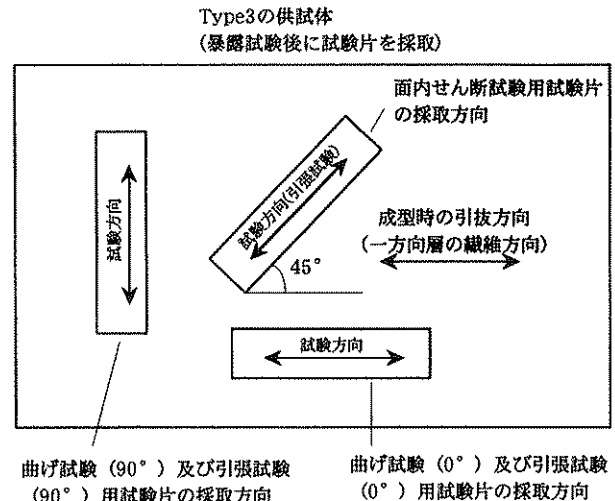 Type3の供試体
(暴露試験後に試験片を採取)
面内せん断試験用試験片
の採取方向
試験方向
試験方向(引張試験)
成型時の引抜方向
(一方向層の繊維方向)
45°
試験方向
曲げ試験（90°）及び引張試験
（90°）用試験片の採取方向
曲げ試験（0°）及び引張試験
（0°）用試験片の採取方向